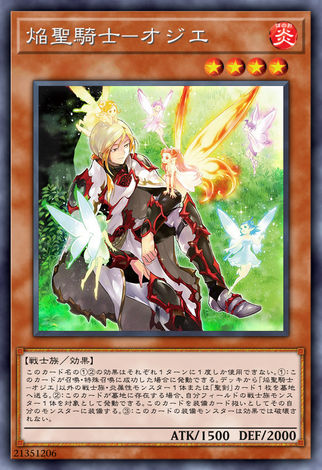 焔聖騎士－オジエ
炎
ほのお
【戦士族／効果】
このカード名の①②の効果はそれぞれ１ターンに１度しか使用できない。①：こ
のカードが召喚・特殊召喚に成功した場合に発動できる。デッキから「焔聖騎士
－オジエ」以外の戦士族・炎属性モンスター１体または「聖剣」カード１枚を墓地
へ送る。②：このカードが墓地に存在する場合、自分フィールドの戦士族モン
スター１体を対象として発動できる。このカードを装備カード扱いとしてその自
分のモンスターに装備する。③：このカードの装備モンスターは効果では破壊さ
れない。
ATK/1500 DEF/2000
21351206